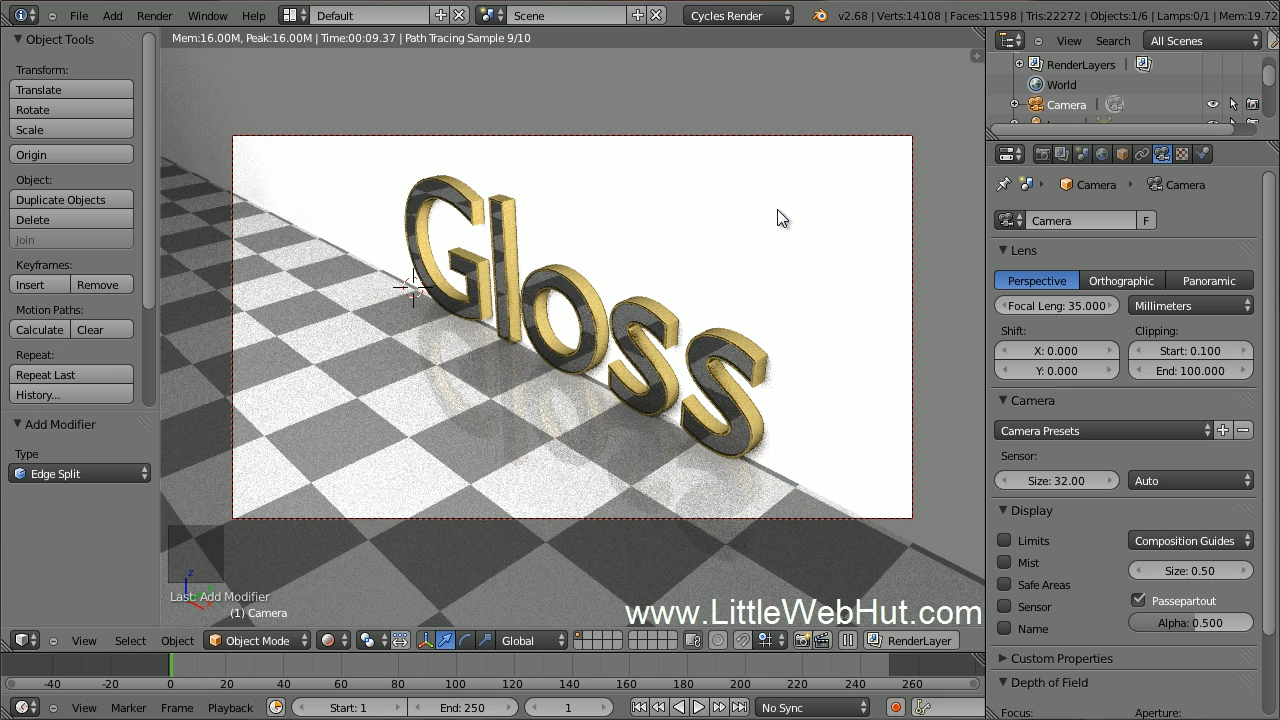 File Add Render Window Help Default Scene Cycles Render v2.68 | Verts:14108 | Faces:11598 | Tris:22272 | Objects:1/6 | Lamps:0/1 | Mem:19.72
Object Tools
Mem:16.00M, Peak:16.00M | Time:00:09.37 | Path Tracing Sample 9/10
View Search All Scenes
RenderLayers
World
Camera
Transform:
Translate
Rotate
Scale
Origin
Object:
Duplicate Objects
Delete
Join
Keyframes:
Insert Remove
Motion Paths:
Calculate Clear
Repeat:
Repeat Last
History...
Add Modifier
Type
Edge Split
Gloss
Last: Add Modifier
(1) Camera
z
x
www.LittleWebHut.com
Camera Camera
Camera F
Lens
Perspective Orthographic Panoramic
Focal Len: 35.000 Millimeters
Shift: Clipping:
X: 0.000 Start: 0.100
Y: 0.000 End: 100.000
Camera
Camera Presets
Sensor:
Size: 32.00 Auto
Display
Limits Composition Guides
Mist Size: 0.50
Safe Areas
Passepartout
Sensor
Alpha: 0.500
Name
Custom Properties
Depth of Field
Focus: Aperture:
View Select Object Object Mode Global RenderLayer
-40 -20 0 20 40 60 80 100 120 140 160 180 200 220 240 260
View Marker Frame Playback Start: 1 End: 250 1 No Sync